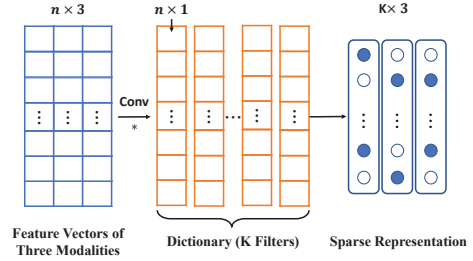 n × 3
n × 1
K× 3
Conv
*
Feature Vectors of
Three Modalities
Dictionary (K Filters)
Sparse Representation